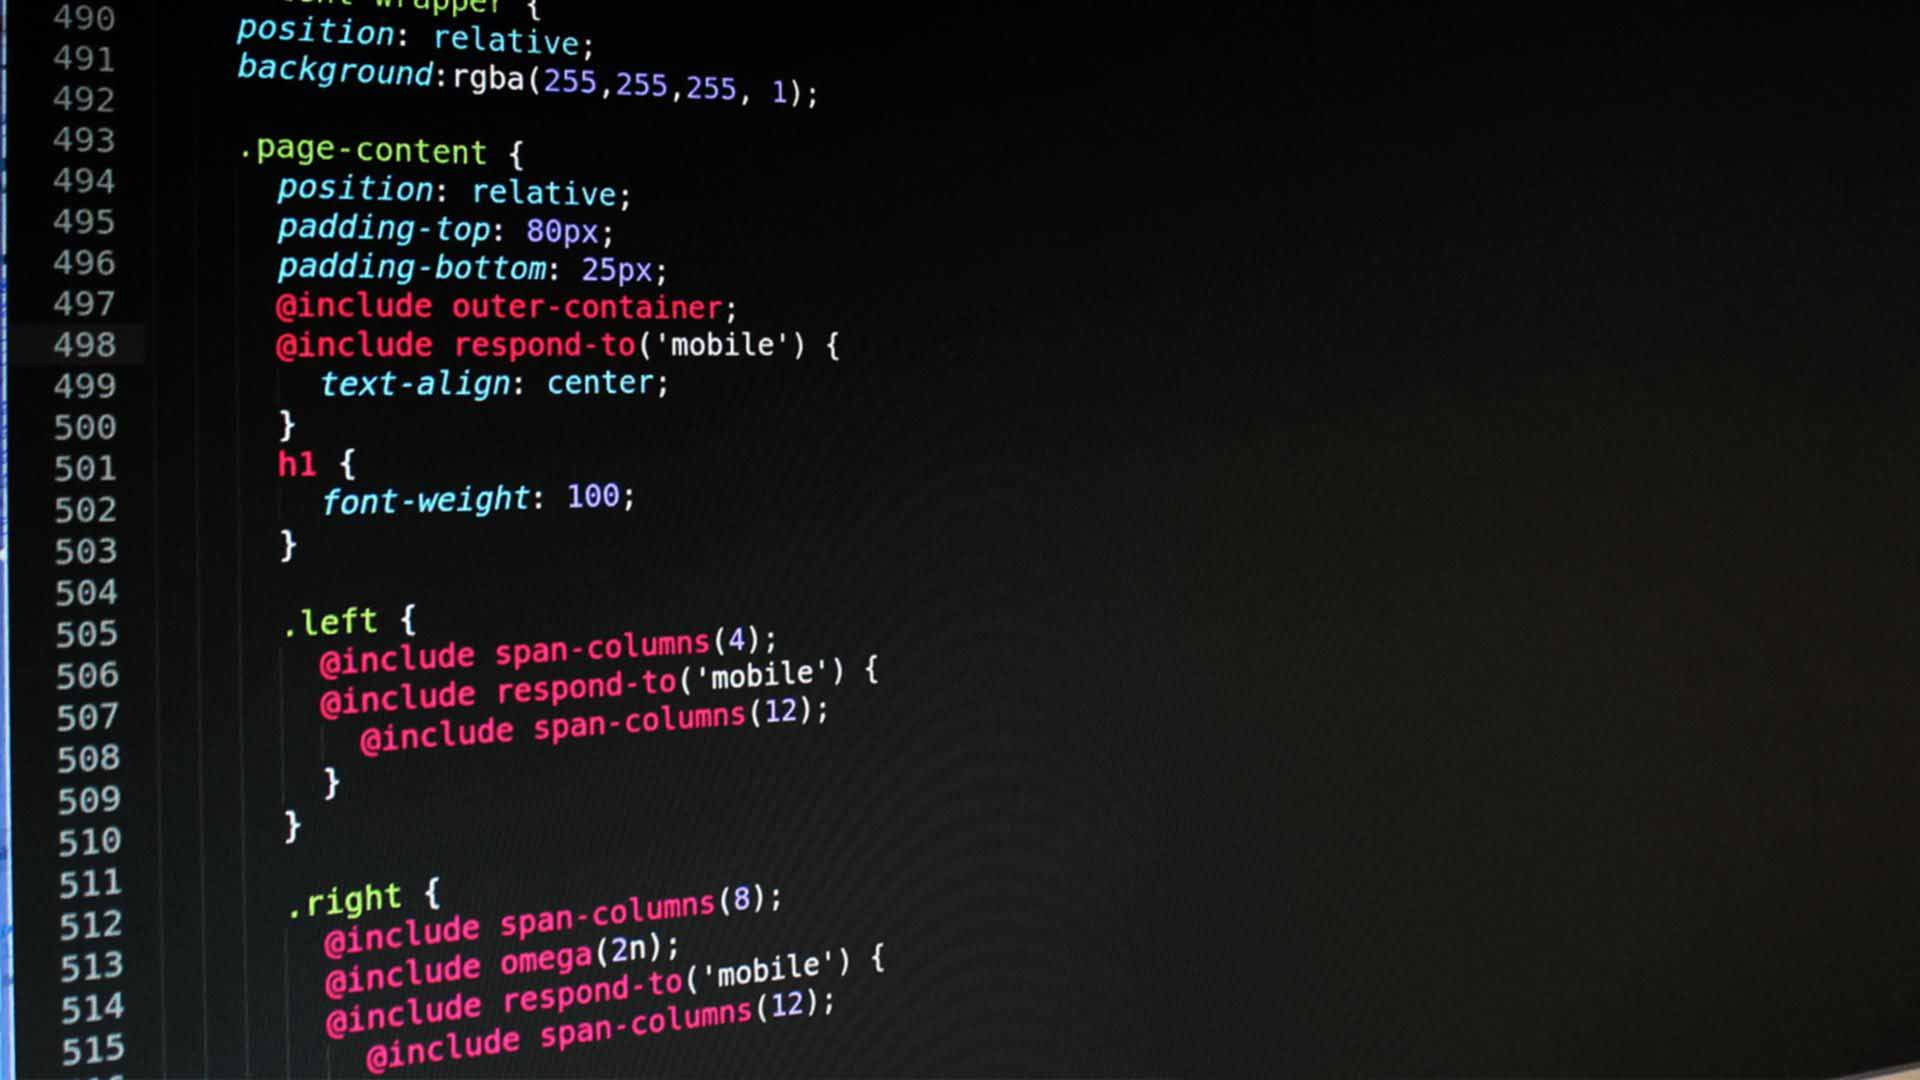 wrapper {
490 position: relative;
491 background:rgba(255,255,255, 1);
492
493 .page-content {
494 position: relative;
495 padding-top: 80px;
496 padding-bottom: 25px;
497 @include outer-container;
498 @include respond-to('mobile') {
499 text-align: center;
500 }
501 h1 {
502 font-weight: 100;
503 }
504
505 .left {
506 @include span-columns(4);
507 @include respond-to('mobile') {
508 @include span-columns(12);
509 }
510 }
511
512 .right {
513 @include span-columns(8);
514 @include omega(2n);
515 @include respond-to('mobile') {
@include span-columns(12);